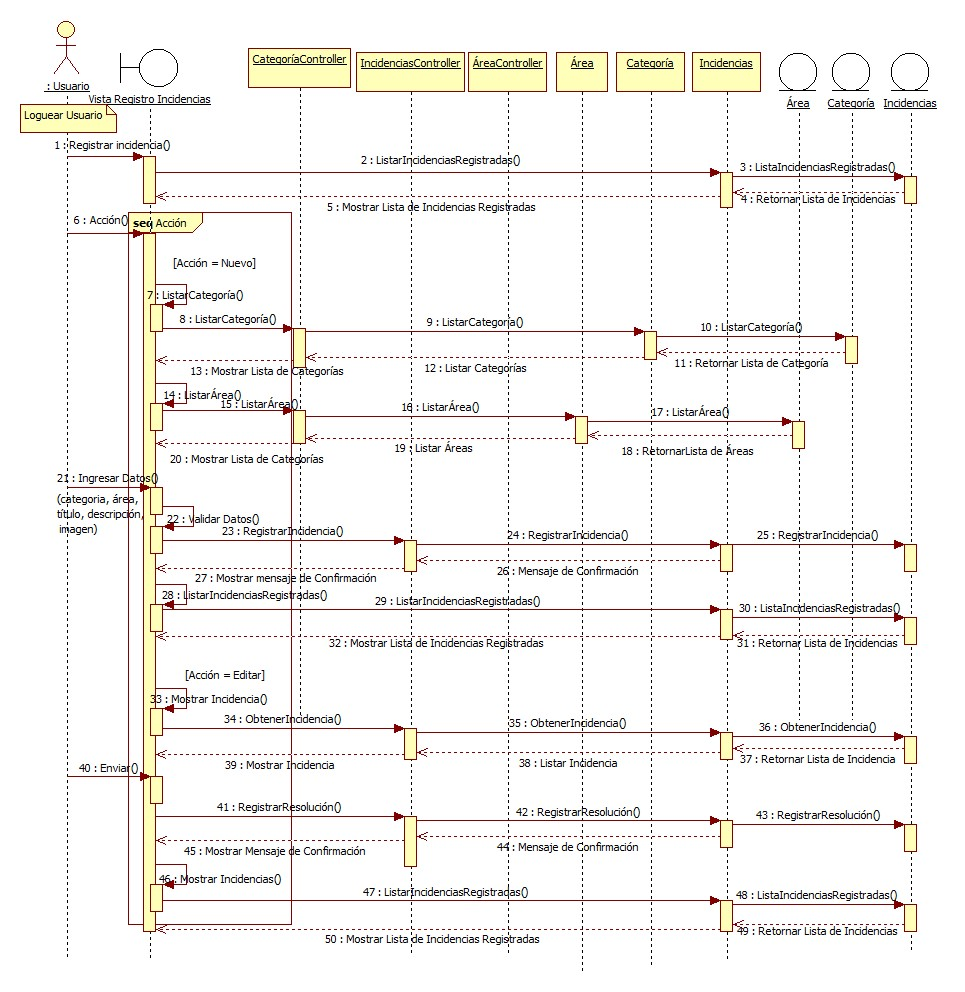 : Usuario
Vista Registro Incidencias
CategoríaController
IncidenciasController
ÁreaController
Área
Categoría
Incidencias
Área
Categoría
Incidencias
Loguear Usuario
1 : Registrar incidencia()
2 : ListarIncidenciasRegistradas()
3 : ListaIncidenciasRegistradas()
4 : Retornar Lista de Incidencias
5 : Mostrar Lista de Incidencias Registradas
6 : Acción()
seq Acción
[Acción = Nuevo]
7 : ListarCategoría()
8 : ListarCategoría()
9 : ListarCategoría()
10 : ListarCategoría()
11 : Retornar Lista de Categoría
12 : Listar Categorías
13 : Mostrar Lista de Categorías
14 : ListarÁrea()
15 : ListarÁrea()
16 : ListarÁrea()
17 : ListarÁrea()
18 : RetornarLista de Áreas
19 : Listar Áreas
20 : Mostrar Lista de Categorías
21 : Ingresar Datos()
(categoria, área,
título, descripción,
imagen)
22 : Validar Datos()
23 : RegistrarIncidencia()
24 : RegistrarIncidencia()
25 : RegistrarIncidencia()
26 : Mensaje de Confirmación
27 : Mostrar mensaje de Confirmación
28 : ListarIncidenciasRegistradas()
29 : ListarIncidenciasRegistradas()
30 : ListaIncidenciasRegistradas()
31 : Retornar Lista de Incidencias
32 : Mostrar Lista de Incidencias Registradas
[Acción = Editar]
33 : Mostrar Incidencia()
34 : ObtenerIncidencia()
35 : ObtenerIncidencia()
36 : ObtenerIncidencia()
37 : Retornar Lista de Incidencia
38 : Listar Incidencia
39 : Mostrar Incidencia
40 : Enviar()
41 : RegistrarResolución()
42 : RegistrarResolución()
43 : RegistrarResolución()
44 : Mensaje de Confirmación
45 : Mostrar Mensaje de Confirmación
46 : Mostrar Incidencias()
47 : ListarIncidenciasRegistradas()
48 : ListaIncidenciasRegistradas()
49 : Retornar Lista de Incidencias
50 : Mostrar Lista de Incidencias Registradas